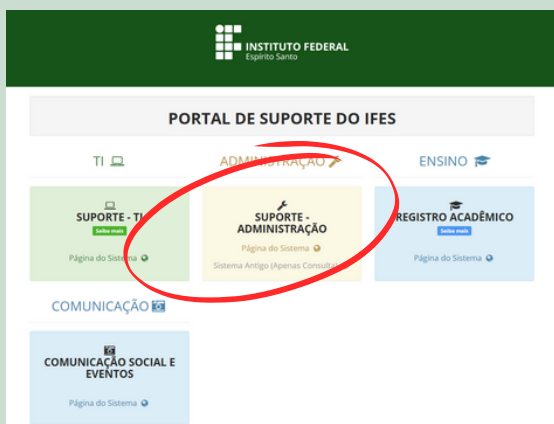 INSTITUTO FEDERAL
Espírito Santo
PORTAL DE SUPORTE DO IFES
TI
ADMINISTRAÇÃO
ENSINO
SUPORTE - TI
Saiba mais
Página do Sistema
SUPORTE -
ADMINISTRAÇÃO
Página do Sistema
Sistema Antigo (Apenas Consulta)
REGISTRO ACADÊMICO
Saiba mais
Página do Sistema
COMUNICAÇÃO
COMUNICAÇÃO SOCIAL E
EVENTOS
Página do Sistema